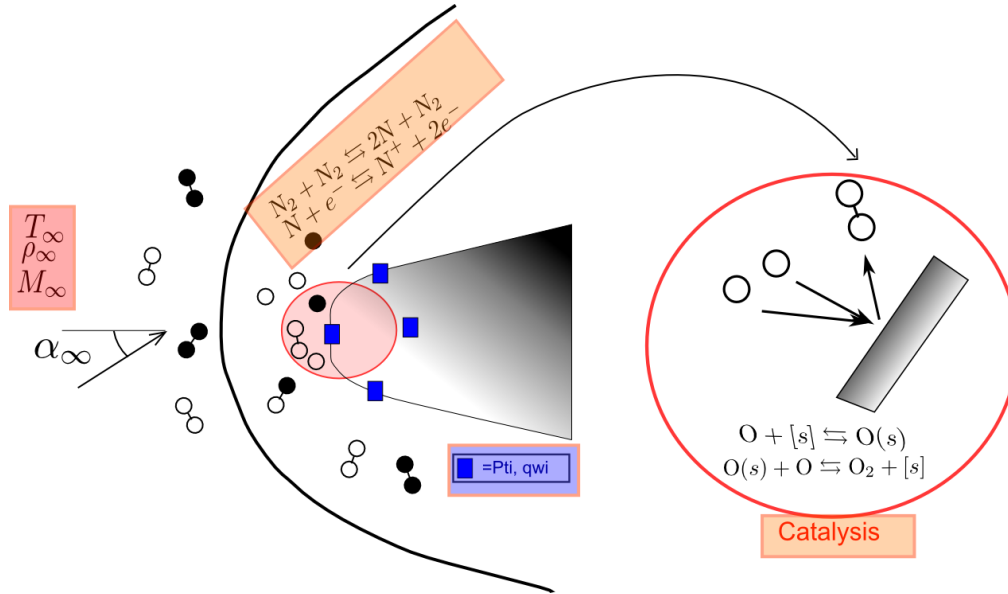 T∞
ρ∞
M∞
α∞
N₂ + N₂ ⇆ 2N + N₂
N + e⁻ ⇆ N⁺ + 2e⁻
=Pti, qwi
O + [s] ⇆ O(s)
O(s) + O ⇆ O₂ + [s]
Catalysis